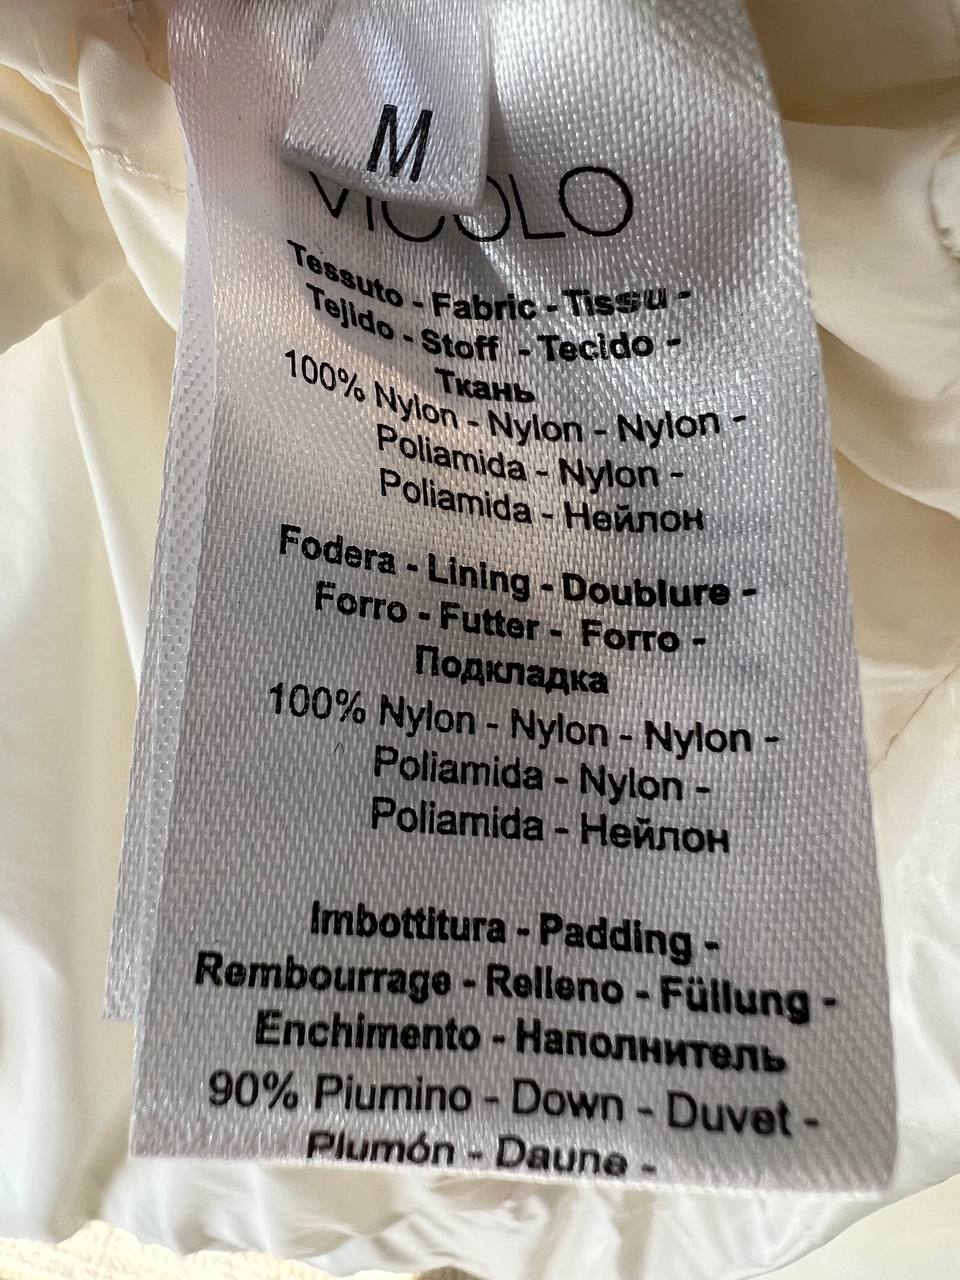 M
VICOLO
Tessuto - Fabric - Tissu -
Tejido - Stoff - Tecido -
Ткань
100% Nylon - Nylon - Nylon -
Poliamida - Nylon -
Poliamida - Нейлон
Fodera - Lining - Doublure -
Forro - Futter - Forro -
Подкладка
100% Nylon - Nylon - Nylon -
Poliamida - Nylon -
Poliamida - Нейлон
Imbottitura - Padding -
Rembourrage - Relleno - Füllung -
Enchimento - Наполнитель
90% Piumino - Down - Duvet -
Plumón - Daune -